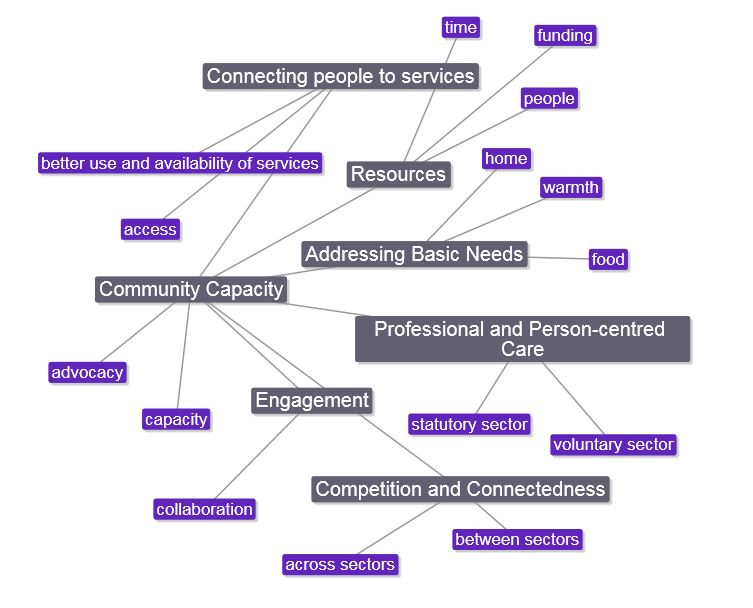 time
funding
Connecting people to services
people
better use and availability of services
home
Resources
warmth
access
Addressing Basic Needs
food
Community Capacity
Professional and Person-centred
Care
advocacy
Engagement
capacity
statutory sector
voluntary sector
Competition and Connectedness
collaboration
between sectors
across sectors